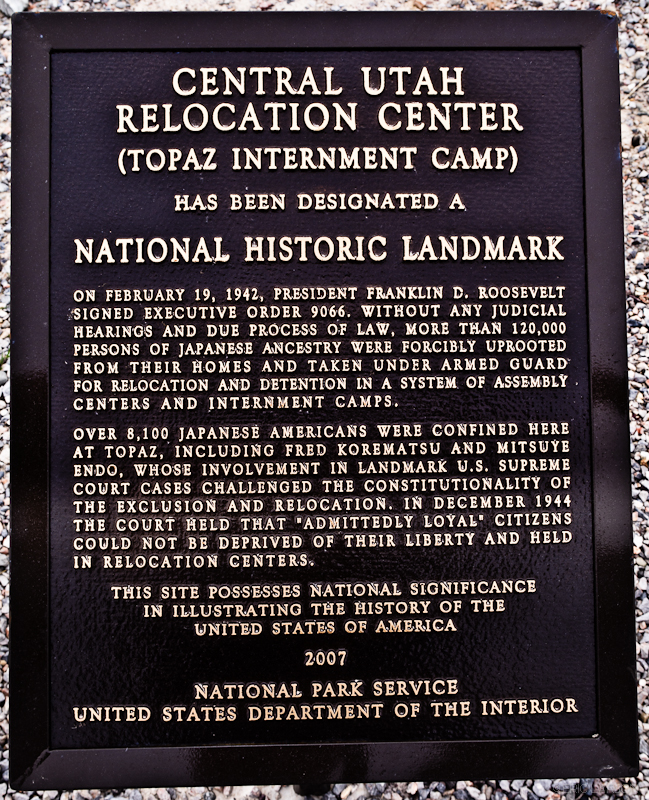 CENTRAL UTAH
RELOCATION CENTER
(TOPAZ INTERNMENT CAMP)
HAS BEEN DESIGNATED A
NATIONAL HISTORIC LANDMARK
ON FEBRUARY 19, 1942, PRESIDENT FRANKLIN D. ROOSEVELT
SIGNED EXECUTIVE ORDER 9066. WITHOUT ANY JUDICIAL
HEARINGS AND DUE PROCESS OF LAW, MORE THAN 120,000
PERSONS OF JAPANESE ANCESTRY WERE FORCIBLY UPROOTED
FROM THEIR HOMES AND TAKEN UNDER ARMED GUARD
FOR RELOCATION AND DETENTION IN A SYSTEM OF ASSEMBLY
CENTERS AND INTERNMENT CAMPS.
OVER 8,100 JAPANESE AMERICANS WERE CONFINED HERE
AT TOPAZ, INCLUDING FRED KOREMATSU AND MITSUYE
ENDO, WHOSE INVOLVEMENT IN LANDMARK U.S. SUPREME
COURT CASES CHALLENGED THE CONSTITUTIONALITY OF
THE EXCLUSION AND RELOCATION. IN DECEMBER 1944
THE COURT HELD THAT "ADMITTEDLY LOYAL" CITIZENS
COULD NOT BE DEPRIVED OF THEIR LIBERTY AND HELD
IN RELOCATION CENTERS.
THIS SITE POSSESSES NATIONAL SIGNIFICANCE
IN ILLUSTRATING THE HISTORY OF THE
UNITED STATES OF AMERICA
2007
NATIONAL PARK SERVICE
UNITED STATES DEPARTMENT OF THE INTERIOR